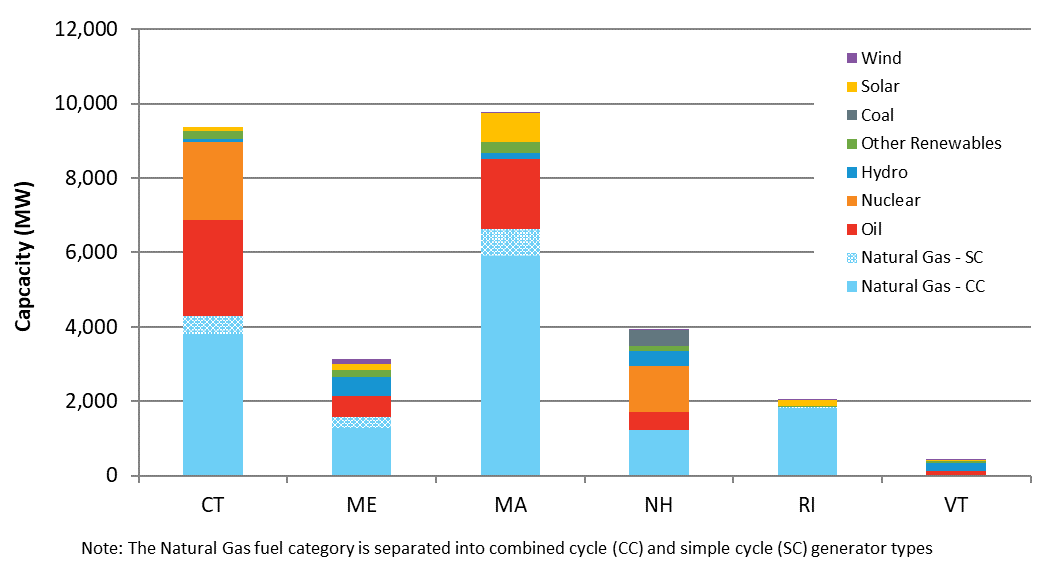 12,000
10,000
8,000
6,000
4,000
2,000
0
Capcacity (MW)
Wind
Solar
Coal
Other Renewables
Hydro
Nuclear
Oil
Natural Gas - SC
Natural Gas - CC
CT ME MA NH RI VT
Note: The Natural Gas fuel category is separated into combined cycle (CC) and simple cycle (SC) generator types